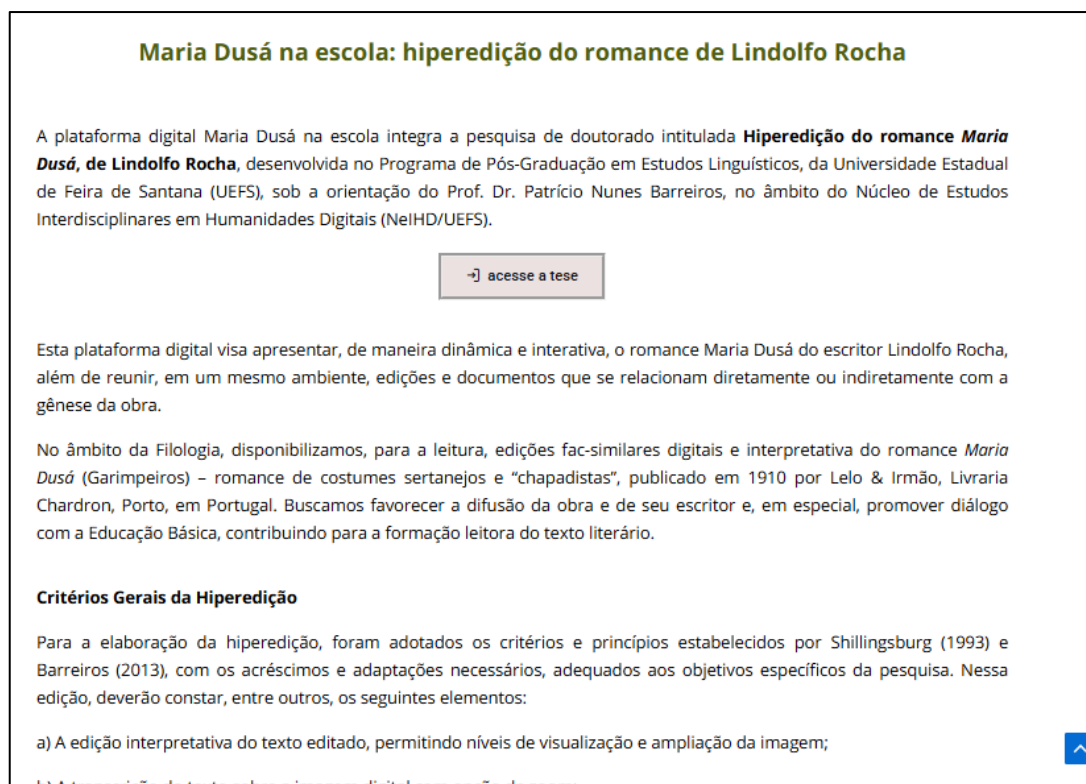 Maria Dusá na escola: hiperedição do romance de Lindolfo Rocha
A plataforma digital Maria Dusá na escola integra a pesquisa de doutorado intitulada Hiperedição do romance Maria
Dusá, de Lindolfo Rocha, desenvolvida no Programa de Pós-Graduação em Estudos Linguísticos, da Universidade Estadual
de Feira de Santana (UEFS), sob a orientação do Prof. Dr. Patrício Nunes Barreiros, no âmbito do Núcleo de Estudos
Interdisciplinares em Humanidades Digitais (NeIHD/UEFS).
acesse a tese
Esta plataforma digital visa apresentar, de maneira dinâmica e interativa, o romance Maria Dusá do escritor Lindolfo Rocha,
além de reunir, em um mesmo ambiente, edições e documentos que se relacionam diretamente ou indiretamente com a
gênese da obra.
No âmbito da Filologia, disponibilizamos, para a leitura, edições fac-similares digitais e interpretativa do romance Maria
Dusá (Garimpeiros) – romance de costumes sertanejos e “chapadistas”, publicado em 1910 por Lelo & Irmão, Livraria
Chardron, Porto, em Portugal. Buscamos favorecer a difusão da obra e de seu escritor e, em especial, promover diálogo
com a Educação Básica, contribuindo para a formação leitora do texto literário.
Critérios Gerais da Hiperedição
Para a elaboração da hiperedição, foram adotados os critérios e princípios estabelecidos por Shillingsburg (1993) e
Barreiros (2013), com os acréscimos e adaptações necessários, adequados aos objetivos específicos da pesquisa. Nessa
edição, deverão constar, entre outros, os seguintes elementos:
a) A edição interpretativa do texto editado, permitindo níveis de visualização e ampliação da imagem;